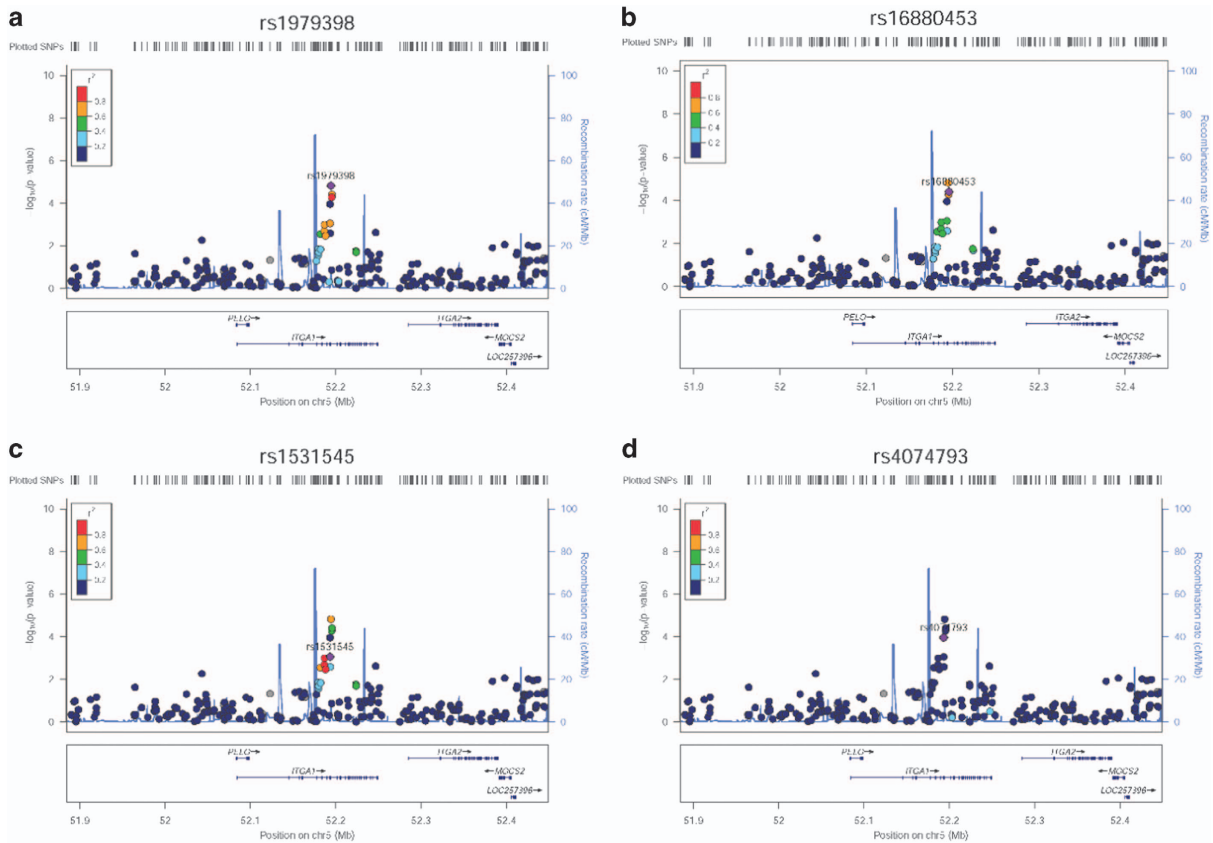 a
rs1979398
Plotted SNPs
r²
0.8
0.6
0.4
0.2
10
8
6
4
2
0
−log₁₀(p−value)
100
80
60
40
20
0
Recombination rate (cM/Mb)
rs1979398
PELO→
ITGA2→
ITGA1→
←MOCS2
LOC257396→
51.9
52
52.1
52.2
52.3
52.4
Position on chr5 (Mb)
b
rs16880453
Plotted SNPs
r²
0.8
0.6
0.4
0.2
10
8
6
4
2
0
−log₁₀(p−value)
100
80
60
40
20
0
Recombination rate (cM/Mb)
rs16880453
PELO→
ITGA2→
ITGA1→
←MOCS2
LOC257396→
51.9
52
52.1
52.2
52.3
52.4
Position on chr5 (Mb)
c
rs1531545
Plotted SNPs
r²
0.8
0.6
0.4
0.2
10
8
6
4
2
0
−log₁₀(p−value)
100
80
60
40
20
0
Recombination rate (cM/Mb)
rs1531545
PELO→
ITGA2→
ITGA1→
←MOCS2
LOC257396→
51.9
52
52.1
52.2
52.3
52.4
Position on chr5 (Mb)
d
rs4074793
Plotted SNPs
r²
0.8
0.6
0.4
0.2
10
8
6
4
2
0
−log₁₀(p−value)
100
80
60
40
20
0
Recombination rate (cM/Mb)
rs4074793
PELO→
ITGA2→
ITGA1→
←MOCS2
LOC257396→
51.9
52
52.1
52.2
52.3
52.4
Position on chr5 (Mb)